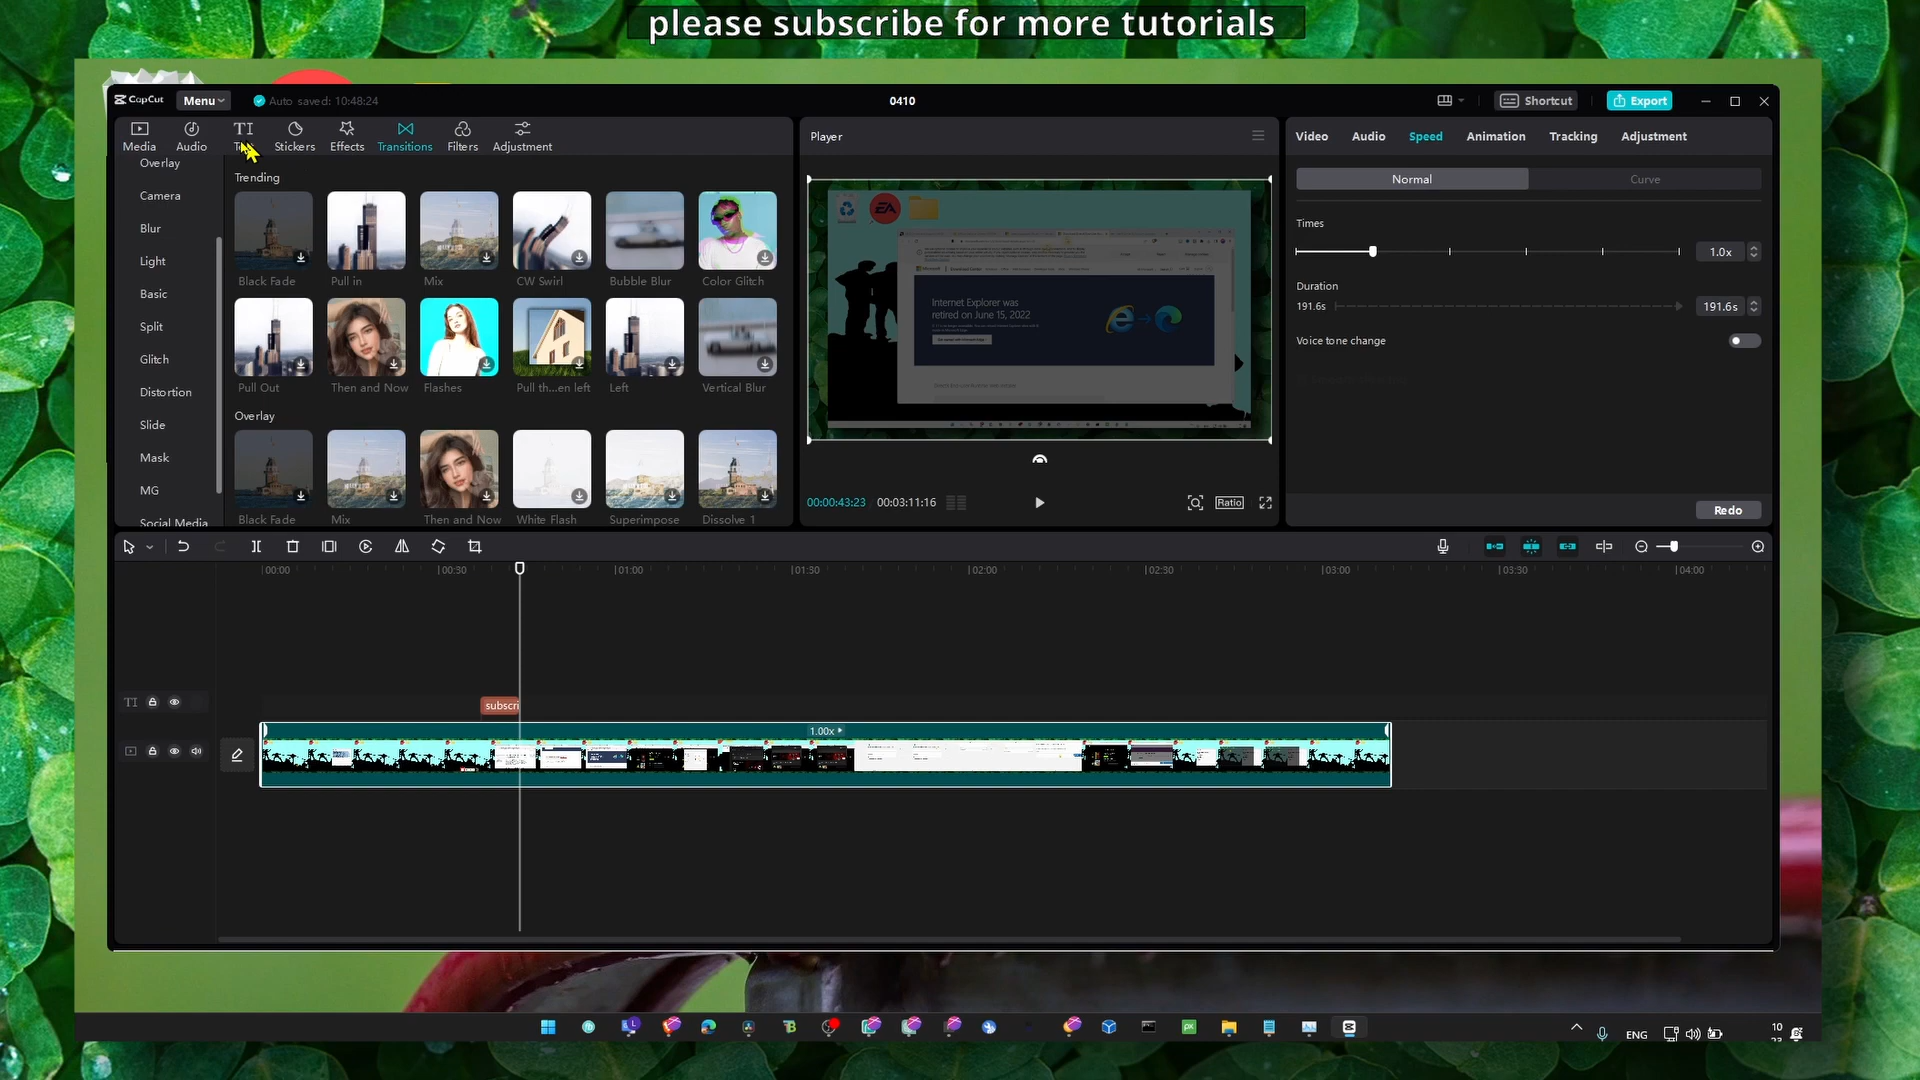 please subscribe for more tutorials
CapCut
Menu
Auto saved: 10:48:24
0410
Shortcut
Export
Media
Audio
Stickers
Effects
Transitions
Filters
Adjustment
Overlay
Camera
Blur
Light
Basic
Split
Glitch
Distortion
Slide
Mask
MG
Social Media
Trending
Black Fade
Pull in
Mix
CW Swirl
Bubble Blur
Color Glitch
Pull Out
Then and Now
Flashes
Pull th...en left
Left
Vertical Blur
Overlay
Black Fade
Mix
Then and Now
White Flash
Superimpose
Dissolve 1
Player
EA
Internet Explorer was
retired on June 15, 2022
00:00:43:23
00:03:11:16
Ratio
Video
Audio
Speed
Animation
Tracking
Adjustment
Normal
Curve
Times
1.0x
Duration
191.6s
191.6s
Voice tone change
Redo
00:00
00:30
01:00
01:30
02:00
02:30
03:00
03:30
04:00
TI
subscri
1.00x
ENG
10